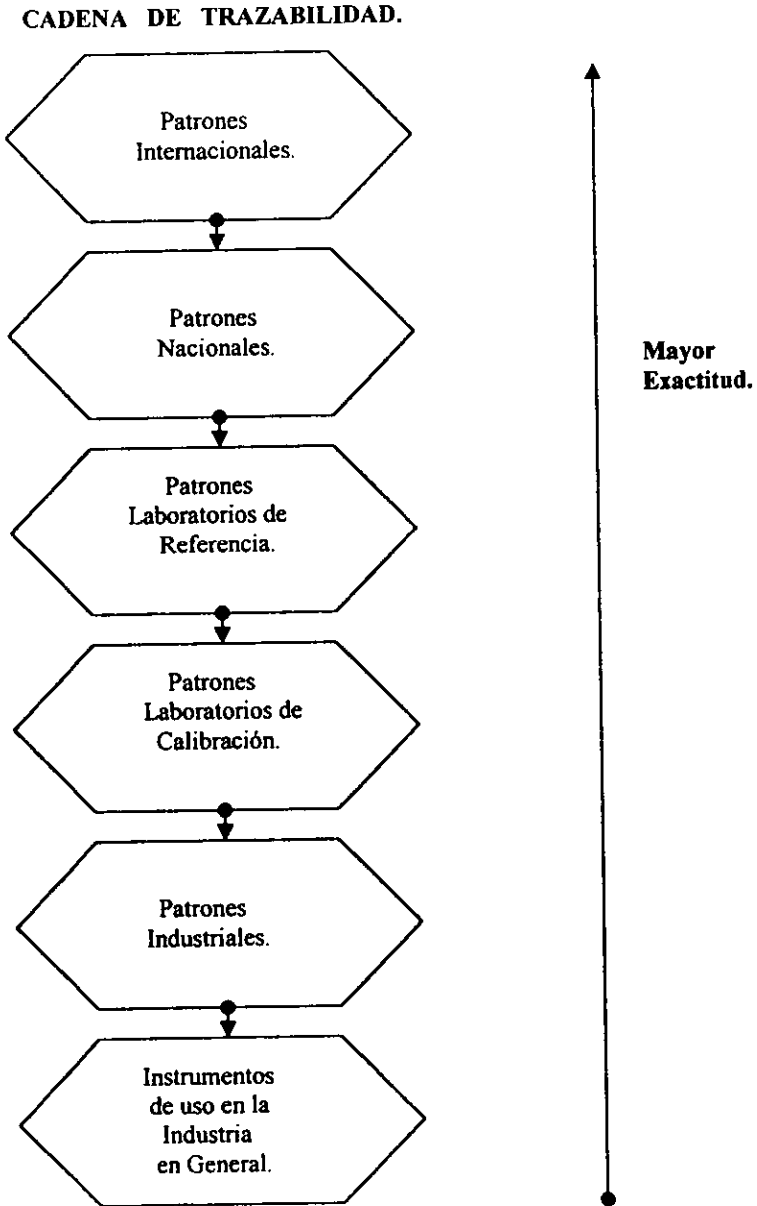 CADENA DE TRAZABILIDAD.
Patrones
Internacionales.
Patrones
Nacionales.
Mayor
Exactitud.
Patrones
Laboratorios de
Referencia.
Patrones
Laboratorios de
Calibración.
Patrones
Industriales.
Instrumentos
de uso en la
Industria
en General.